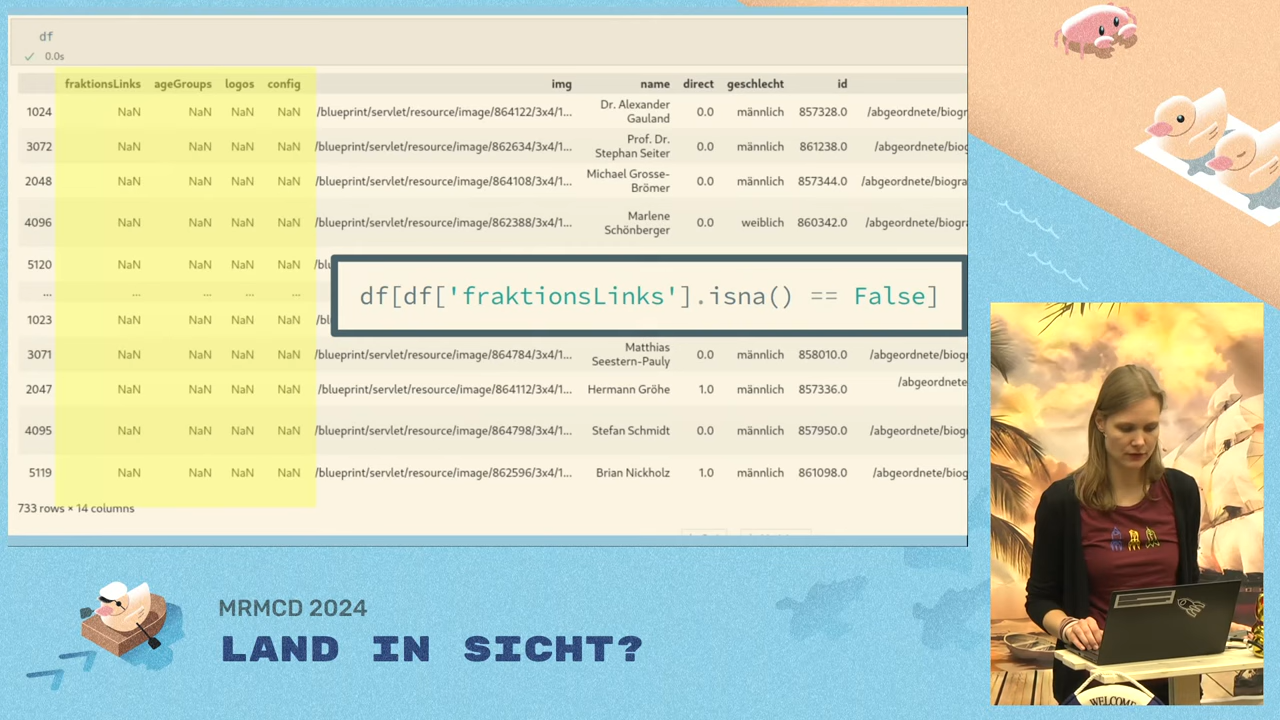 df
0.0s
fraktionsLinks ageGroups logos config img name direct geschlecht id
1024 NaN NaN NaN NaN /blueprint/servlet/resource/image/864122/3x4/1... Dr. Alexander Gauland 0.0 männlich 857328.0 /abgeordnete/biogr
3072 NaN NaN NaN NaN /blueprint/servlet/resource/image/862634/3x4/1... Prof. Dr. Stephan Seiter 0.0 männlich 861238.0 /abgeordnete/biog
2048 NaN NaN NaN NaN /blueprint/servlet/resource/image/864108/3x4/1... Michael Grosse-Brömer 0.0 männlich 857344.0 /abgeordnete/biogra
4096 NaN NaN NaN NaN /blueprint/servlet/resource/image/862388/3x4/1... Marlene Schönberger 0.0 weiblich 860342.0 /abgeordnete/biogr
5120 NaN NaN NaN NaN /blu
... ... ... ... ...
df[df['fraktionsLinks'].isna() == False]
1023 NaN NaN NaN NaN /bl
3071 NaN NaN NaN NaN /blueprint/servlet/resource/image/864784/3x4/1... Matthias Seestern-Pauly 0.0 männlich 858010.0 /abgeordnete/biog
2047 NaN NaN NaN NaN /blueprint/servlet/resource/image/864112/3x4/1... Hermann Gröhe 1.0 männlich 857336.0 /abgeordnete
4095 NaN NaN NaN NaN /blueprint/servlet/resource/image/864798/3x4/1... Stefan Schmidt 0.0 männlich 857950.0 /abgeordnete/biog
5119 NaN NaN NaN NaN /blueprint/servlet/resource/image/862596/3x4/1... Brian Nickholz 1.0 männlich 861098.0 /abgeordnete/biog
733 rows × 14 columns
MRMCD 2024
LAND IN SICHT?
WELCOME